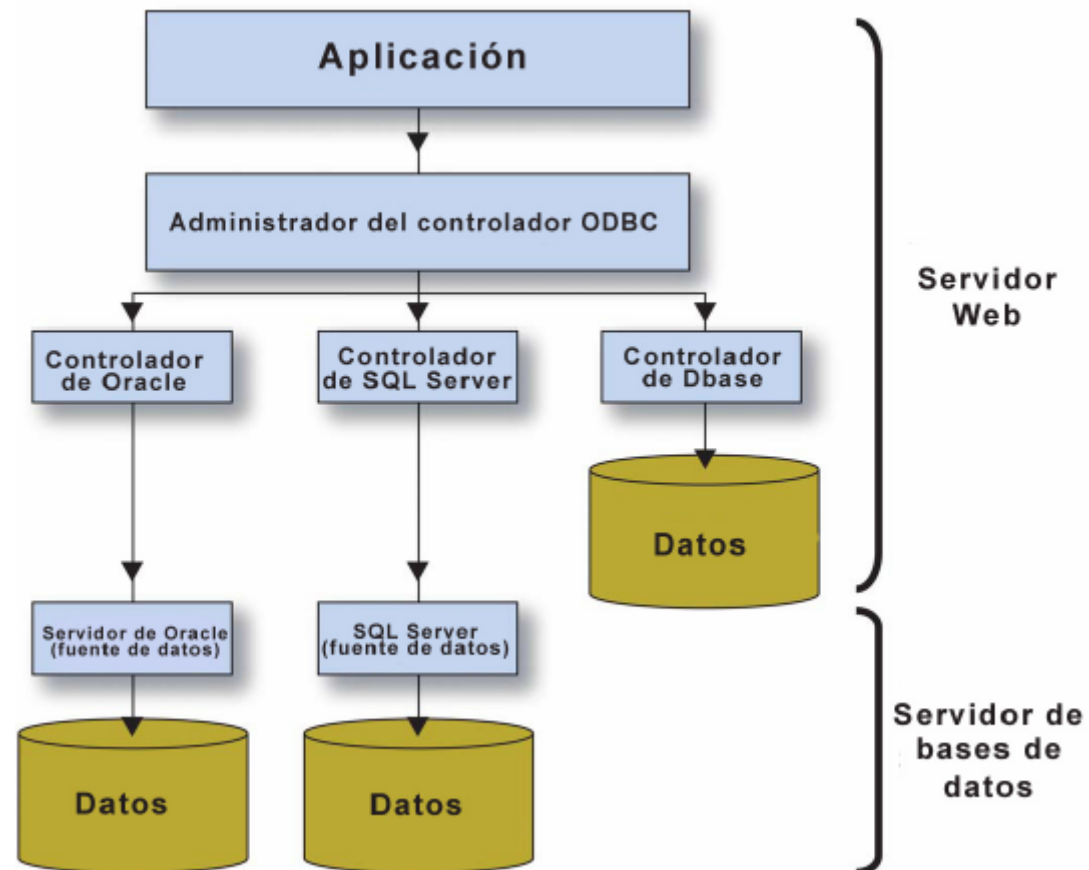 Aplicación
Administrador del controlador ODBC
Servidor
Web
Controlador
de Oracle
Controlador
de SQL Server
Controlador
de Dbase
Datos
Servidor de Oracle
(fuente de datos)
SQL Server
(fuente de datos)
Servidor de
bases de
datos
Datos
Datos